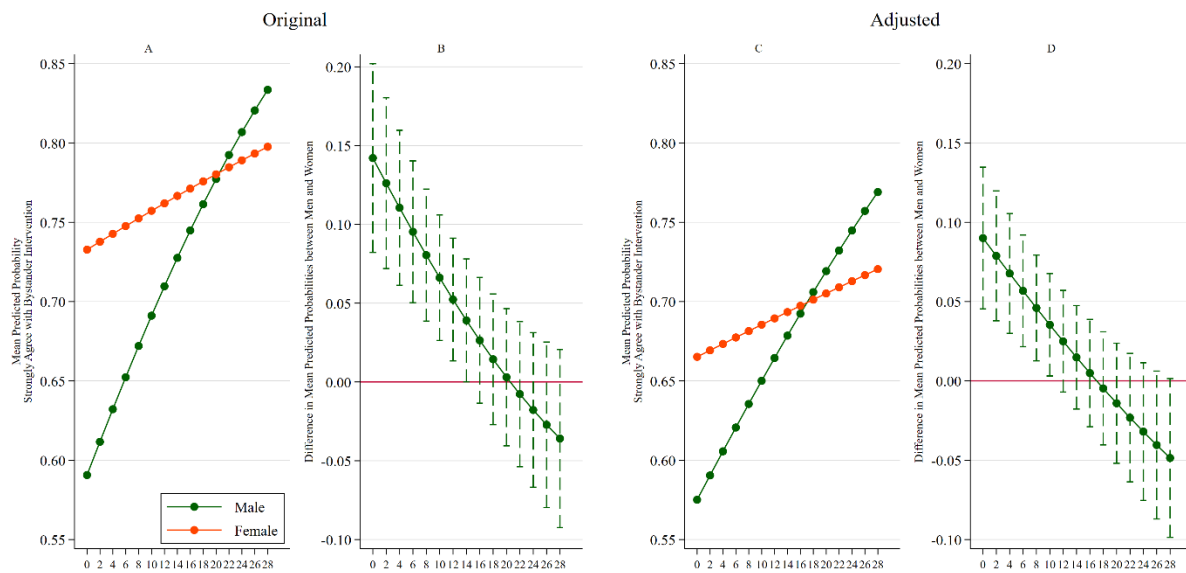 Original
Adjusted
A
B
C
D
Mean Predicted Probability
Strongly Agree with Bystander Intervention
0.85
0.80
0.75
0.70
0.65
0.60
0.55
0 2 4 6 8 10 12 14 16 18 20 22 24 26 28
Male
Female
Difference in Mean Predicted Probabilities between Men and Women
0.20
0.15
0.10
0.05
0.00
-0.05
-0.10
0 2 4 6 8 10 12 14 16 18 20 22 24 26 28
Mean Predicted Probability
Strongly Agree with Bystander Intervention
0.85
0.80
0.75
0.70
0.65
0.60
0.55
0 2 4 6 8 10 12 14 16 18 20 22 24 26 28
Difference in Mean Predicted Probabilities between Men and Women
0.20
0.15
0.10
0.05
0.00
-0.05
-0.10
0 2 4 6 8 10 12 14 16 18 20 22 24 26 28